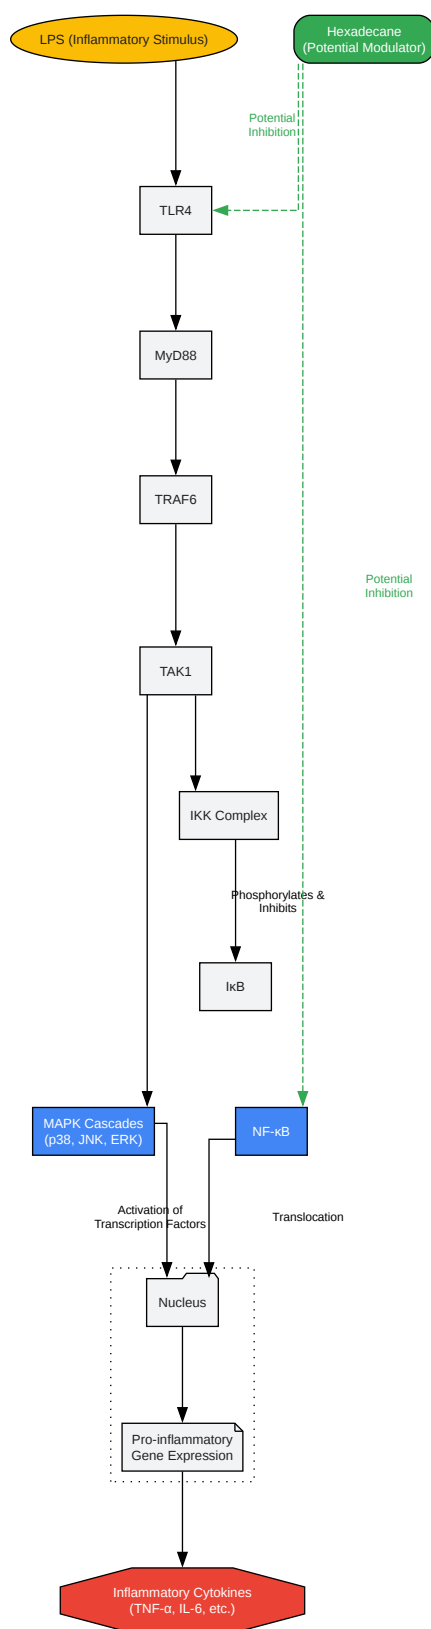 LPS (Inflammatory Stimulus)
Hexadecane
(Potential Modulator)
Potential
Inhibition
TLR4
MyD88
TRAF6
Potential
Inhibition
TAK1
IKK Complex
Phosphorylates &
Inhibits
IκB
MAPK Cascades
(p38, JNK, ERK)
NF-κB
Activation of
Transcription Factors
Translocation
Nucleus
Pro-inflammatory
Gene Expression
Inflammatory Cytokines
(TNF-α, IL-6, etc.)